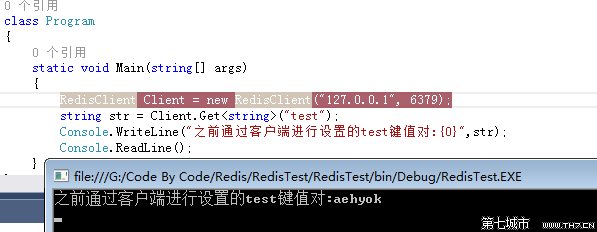 0 个引用
class Program
{
0 个引用
static void Main(string[] args)
{
RedisClient Client = new RedisClient("127.0.0.1", 6379);
string str = Client.Get<string>("test");
Console.WriteLine("之前通过客户端进行设置的test键值对:{0}",str);
Console.ReadLine();
}
file:///G:/Code By Code/Redis/RedisTest/RedisTest/bin/Debug/RedisTest.EXE
之前通过客户端进行设置的test键值对:aehyok
第七城市 WWW.TH7.CN